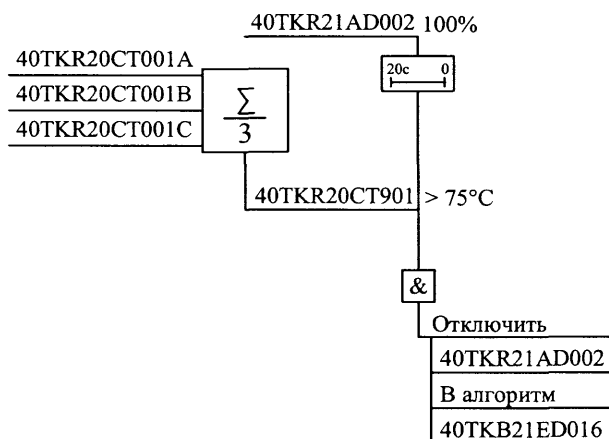 40TKR21AD002 100%
40TKR20CT001A
20с 0
40TKR20CT001B
∑
3
40TKR20CT001C
40TKR20CT901 > 75°C
&
Отключить
40TKR21AD002
В алгоритм
40TKB21ED016